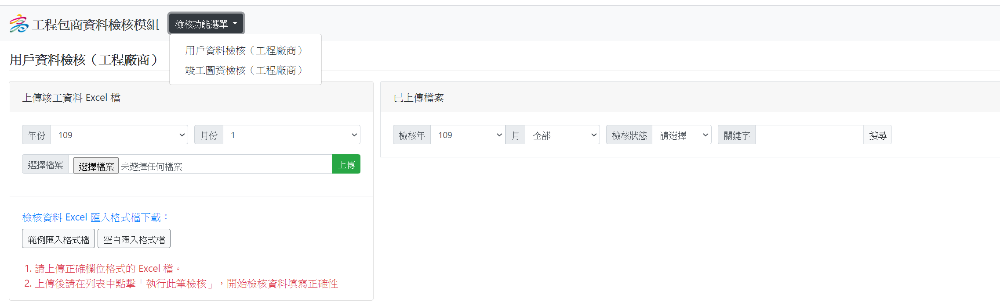 工程包商資料檢核模組
檢核功能選單
用戶資料檢核（工程廠商）
竣工圖資檢核（工程廠商）
用戶資料檢核（工程廠商）
上傳竣工資料 Excel 檔
年份 109 月份 1
選擇檔案 選擇檔案 未選擇任何檔案 上傳
檢核資料 Excel 匯入格式檔下載：
範例匯入格式檔 空白匯入格式檔
1. 請上傳正確欄位格式的 Excel 檔。
2. 上傳後請在列表中點擊「執行此筆檢核」，開始檢核資料填寫正確性
已上傳檔案
檢核年 109 月 全部 檢核狀態 請選擇 關鍵字 搜尋